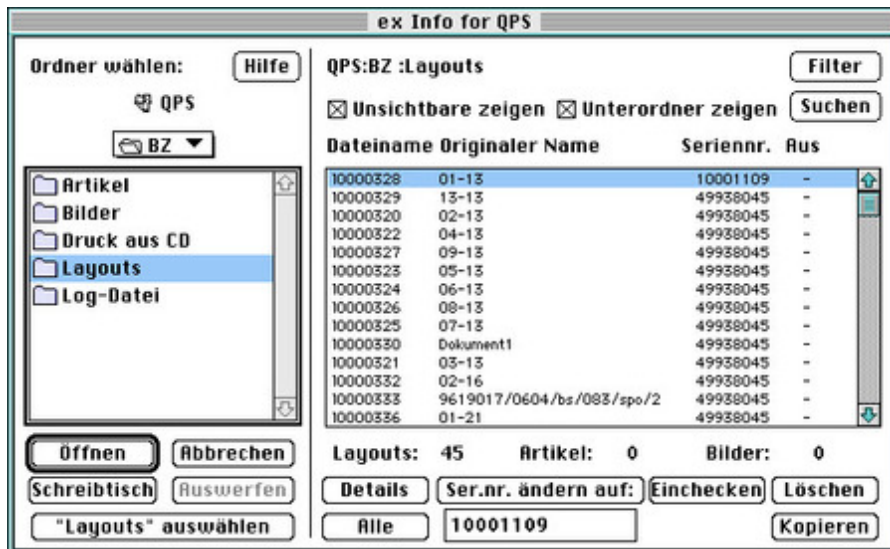 ex Info for QPS
Ordner wählen:
Hilfe
QPS
BZ
Artikel
Bilder
Druck aus CD
Layouts
Log-Datei
Öffnen
Abbrechen
Schreibtisch
Auswerfen
"Layouts" auswählen
QPS:BZ :Layouts
Filter
Unsichtbare zeigen Unterordner zeigen
Suchen
Dateiname Originaler Name Seriennr. Aus
10000328 01-13 10001109 -
10000329 13-13 49938045 -
10000320 02-13 49938045 -
10000322 04-13 49938045 -
10000327 09-13 49938045 -
10000323 05-13 49938045 -
10000324 06-13 49938045 -
10000326 08-13 49938045 -
10000325 07-13 49938045 -
10000330 Dokument1 49938045 -
10000321 03-13 49938045 -
10000332 02-16 49938045 -
10000333 9619017/0604/bs/083/spo/2 49938045 -
10000336 01-21 49938045 -
Layouts: 45 Artikel: 0 Bilder: 0
Details
Ser.nr. ändern auf:
Einchecken
Löschen
Alle
10001109
Kopieren